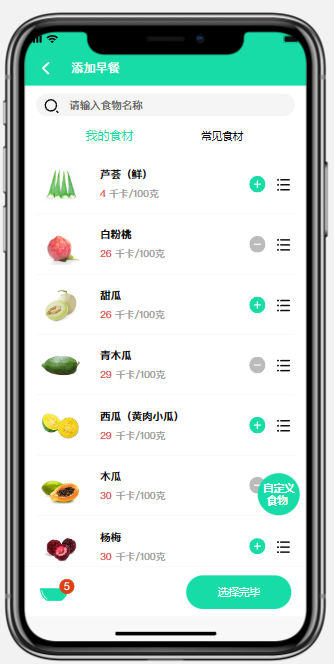 添加早餐
请输入食物名称
我的食材 常见食材
芦荟（鲜）
4 千卡/100克
白粉桃
26 千卡/100克
甜瓜
26 千卡/100克
青木瓜
29 千卡/100克
西瓜（黄肉小瓜）
29 千卡/100克
木瓜
30 千卡/100克
自定义
食物
杨梅
30 千卡/100克
5
选择完毕